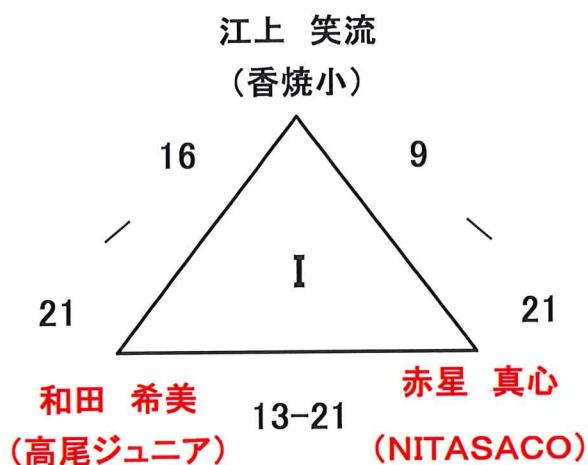 江上 笑流
(香焼小)
16
9
I
21
21
和田 希美
(高尾ジュニア)
13-21
赤星 真心
(NITASACO)